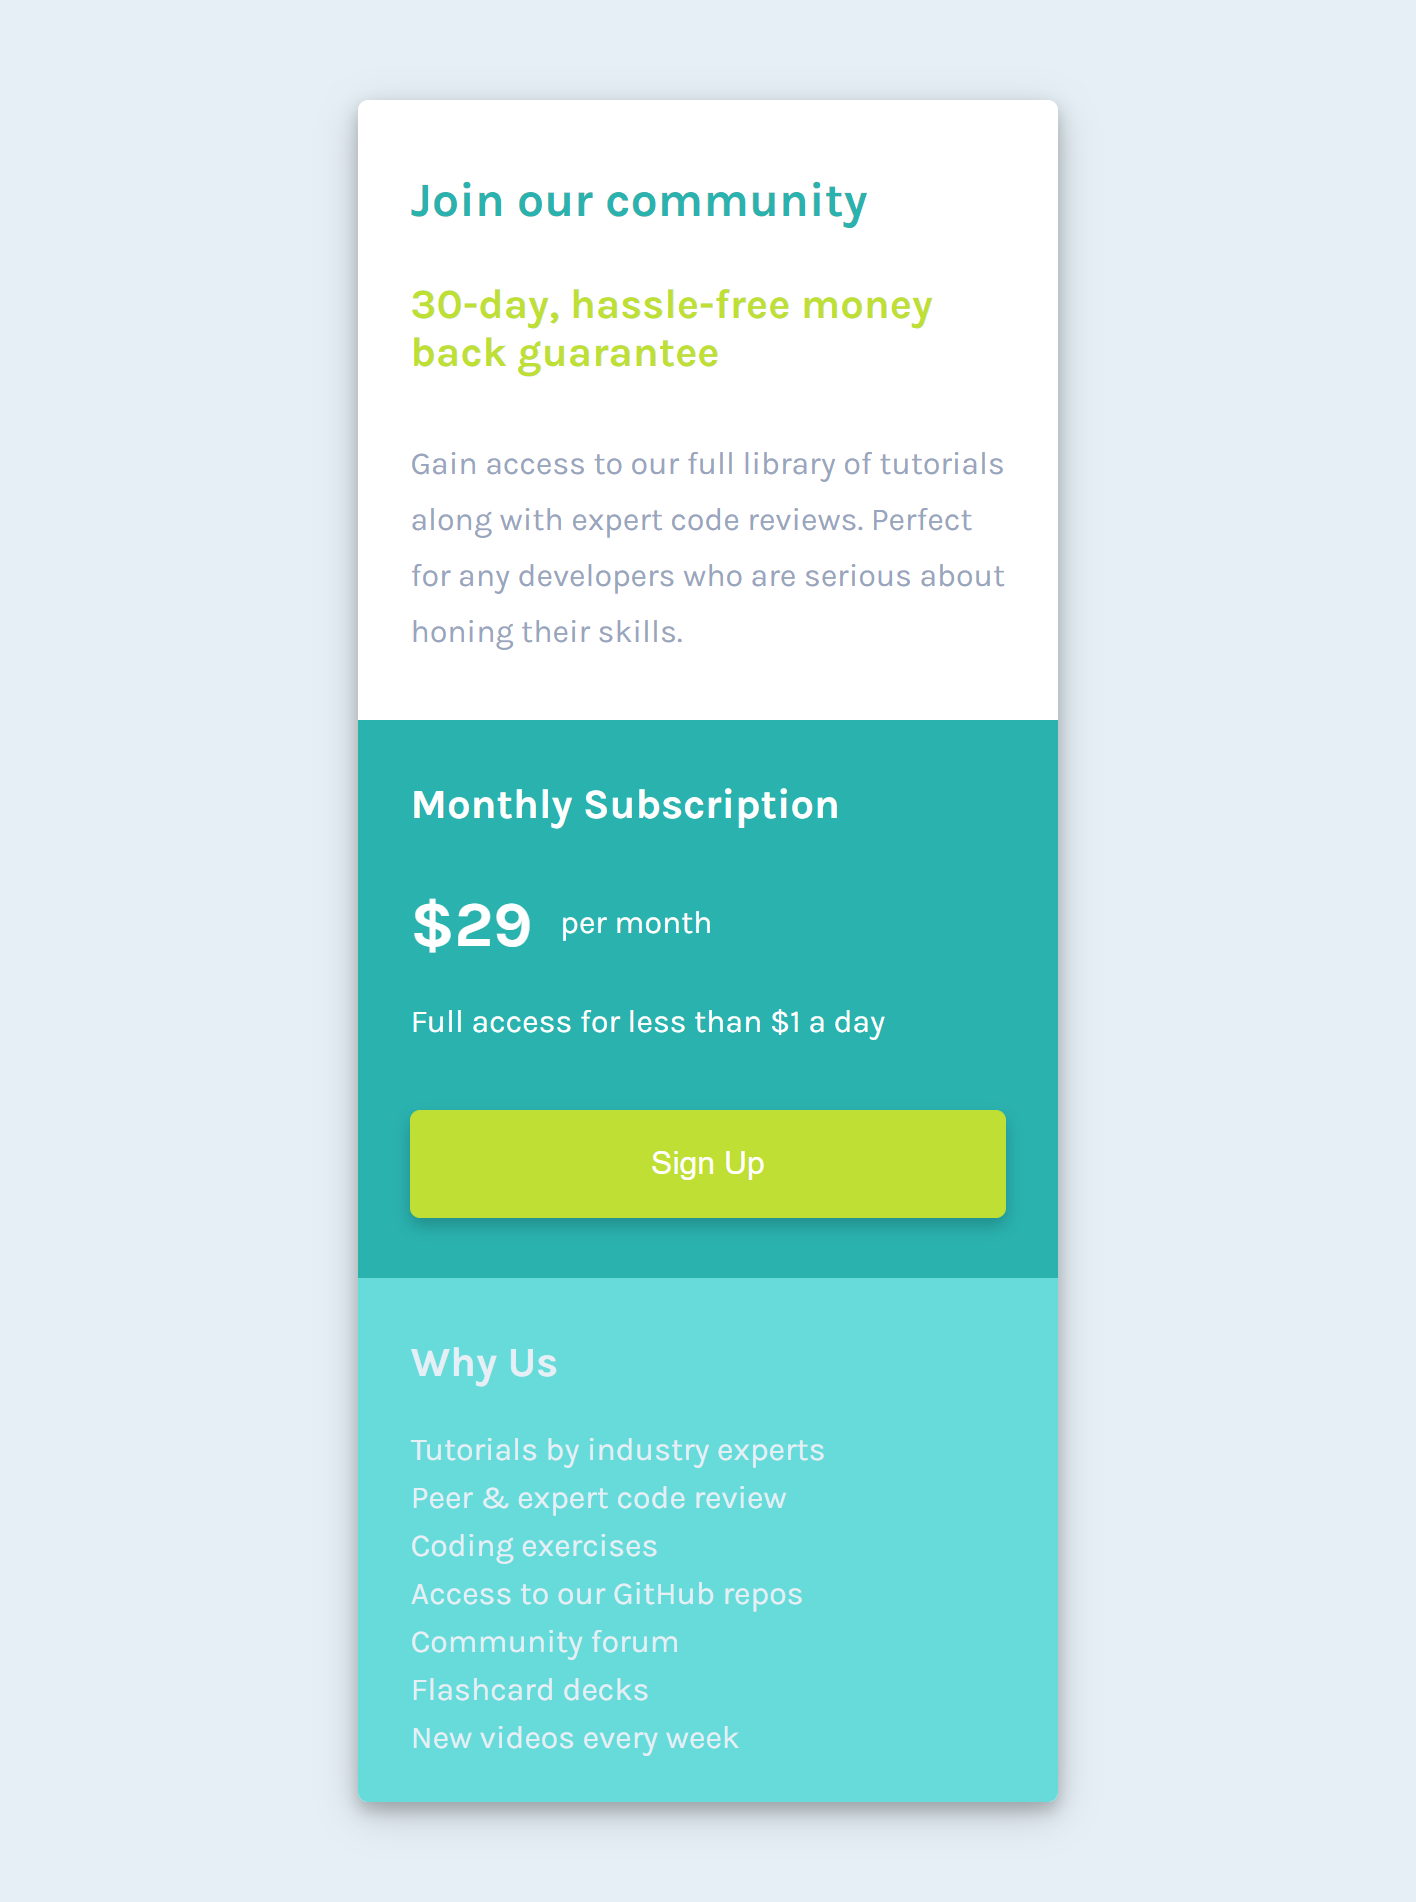 Join our community
30-day, hassle-free money
back guarantee
Gain access to our full library of tutorials
along with expert code reviews. Perfect
for any developers who are serious about
honing their skills.
Monthly Subscription
$29 per month
Full access for less than $1 a day
Sign Up
Why Us
Tutorials by industry experts
Peer & expert code review
Coding exercises
Access to our GitHub repos
Community forum
Flashcard decks
New videos every week